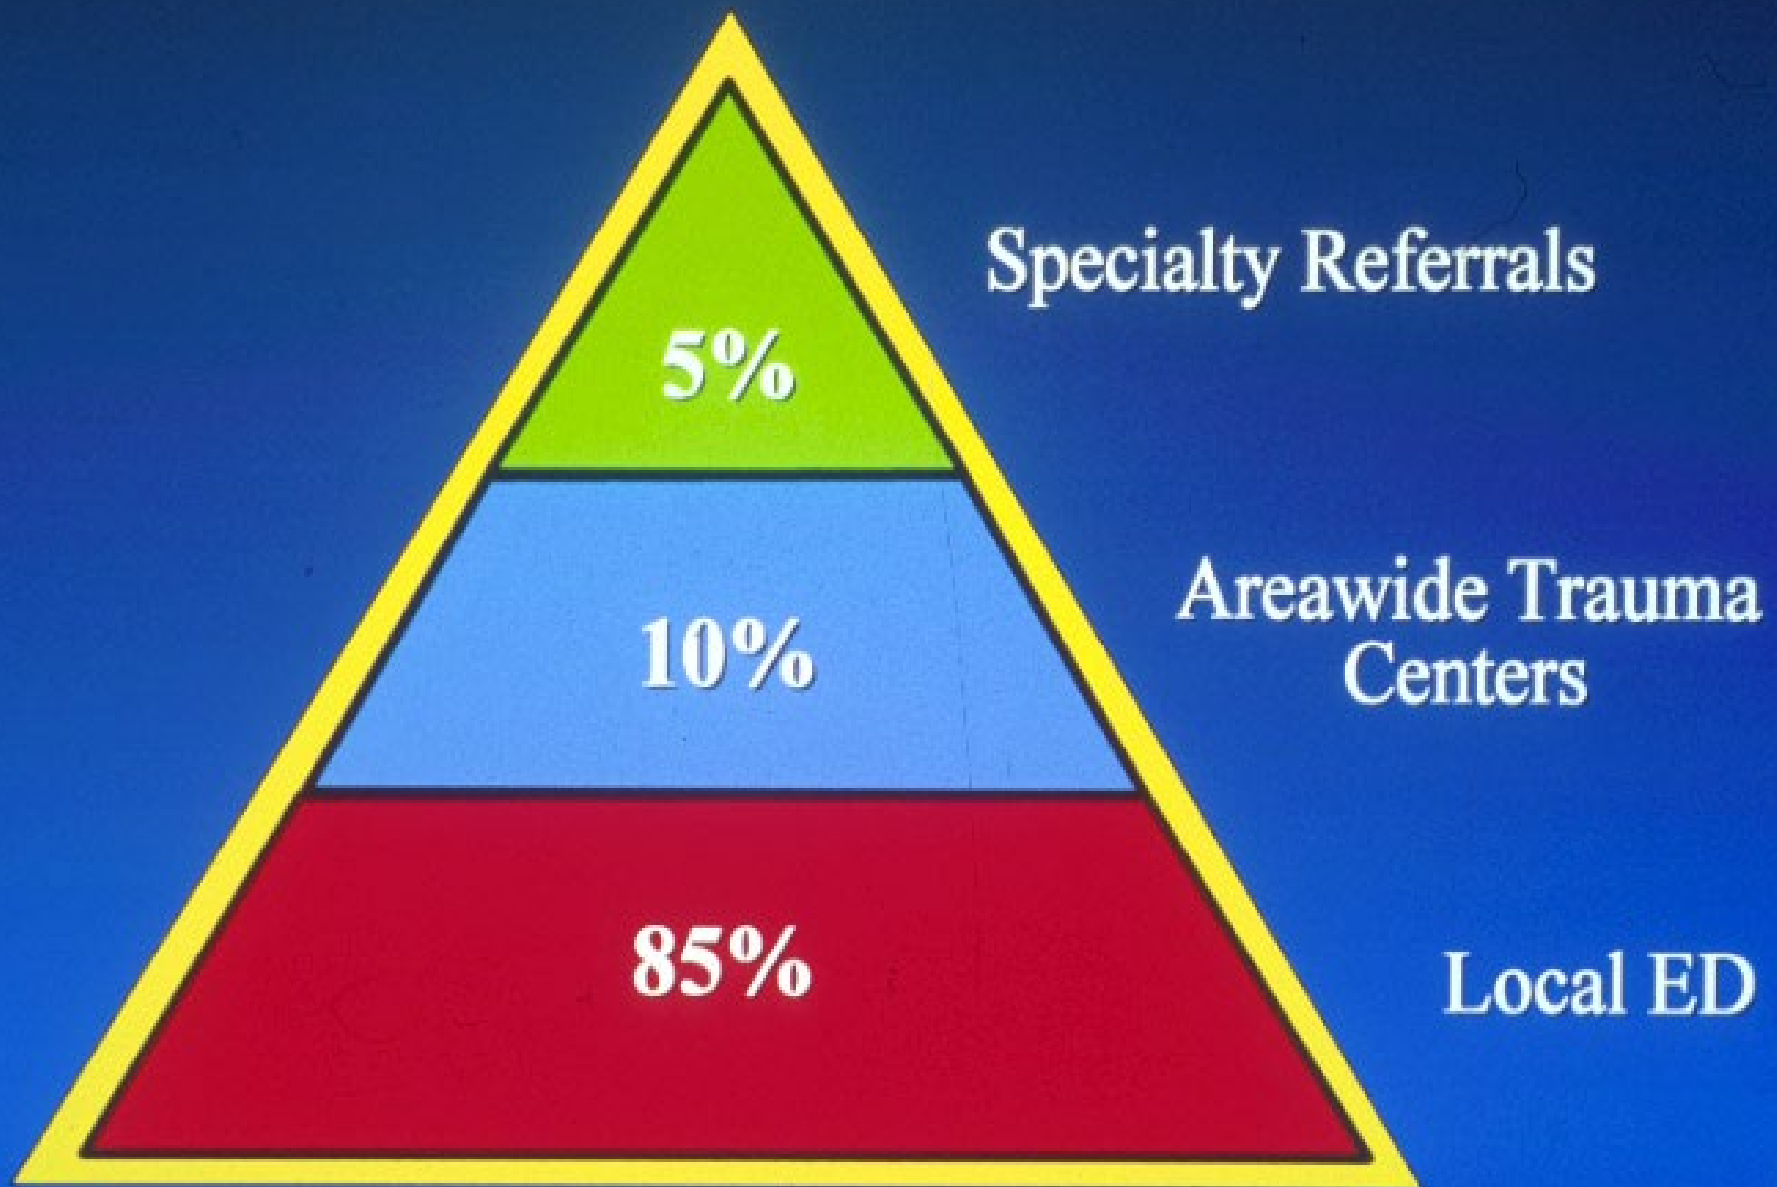 Specialty Referrals
5%
Areawide Trauma
Centers
10%
85%
Local ED